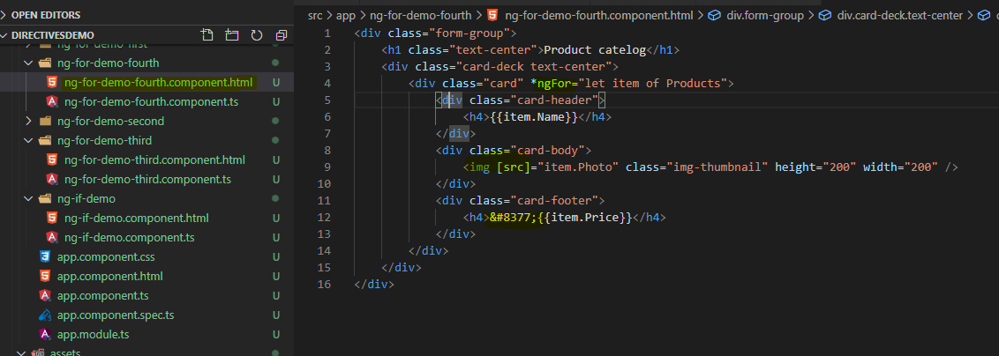 OPEN EDITORS
DIRECTIVESDEMO
ng-for-demo-fourth
ng-for-demo-fourth.component.html U
ng-for-demo-fourth.component.ts U
ng-for-demo-second
ng-for-demo-third
ng-for-demo-third.component.html U
ng-for-demo-third.component.ts U
ng-if-demo
ng-if-demo.component.html U
ng-if-demo.component.ts U
app.component.css U
app.component.html U
app.component.ts U
app.component.spec.ts U
app.module.ts U
assets
src > app > ng-for-demo-fourth > ng-for-demo-fourth.component.html > div.form-group > div.card-deck.text-center >
1 <div class="form-group">
2 <h1 class="text-center">Product catelog</h1>
3 <div class="card-deck text-center">
4 <div class="card" *ngFor="let item of Products">
5 <div class="card-header">
6 <h4>{{item.Name}}</h4>
7 </div>
8 <div class="card-body">
9 <img [src]="item.Photo" class="img-thumbnail" height="200" width="200" />
10 </div>
11 <div class="card-footer">
12 <h4>&#8377;{{item.Price}}</h4>
13 </div>
14 </div>
15 </div>
16 </div>